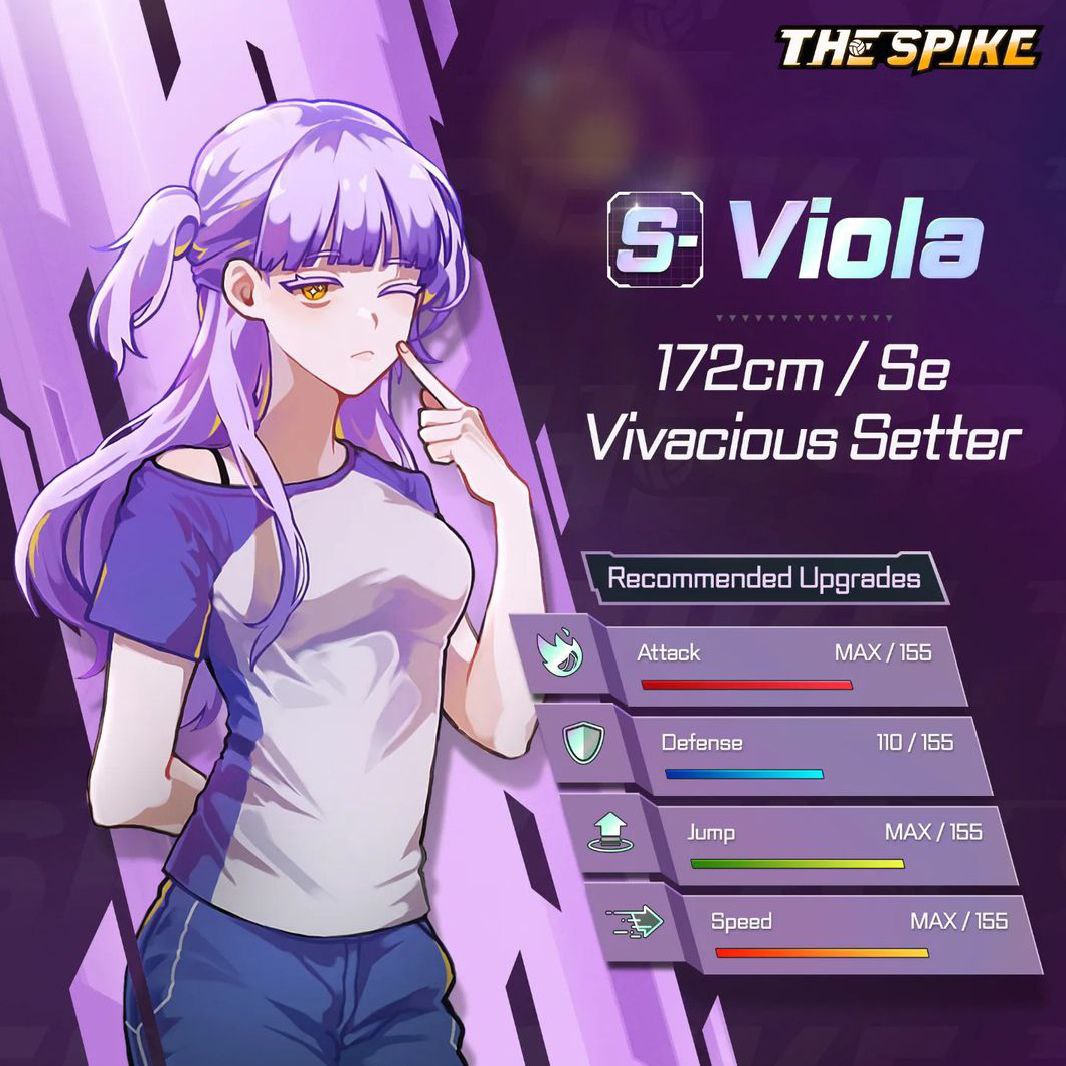 THE SPIKE
S- Viola
172cm / Se
Vivacious Setter
Recommended Upgrades
Attack MAX / 155
Defense 110 / 155
Jump MAX / 155
Speed MAX / 155